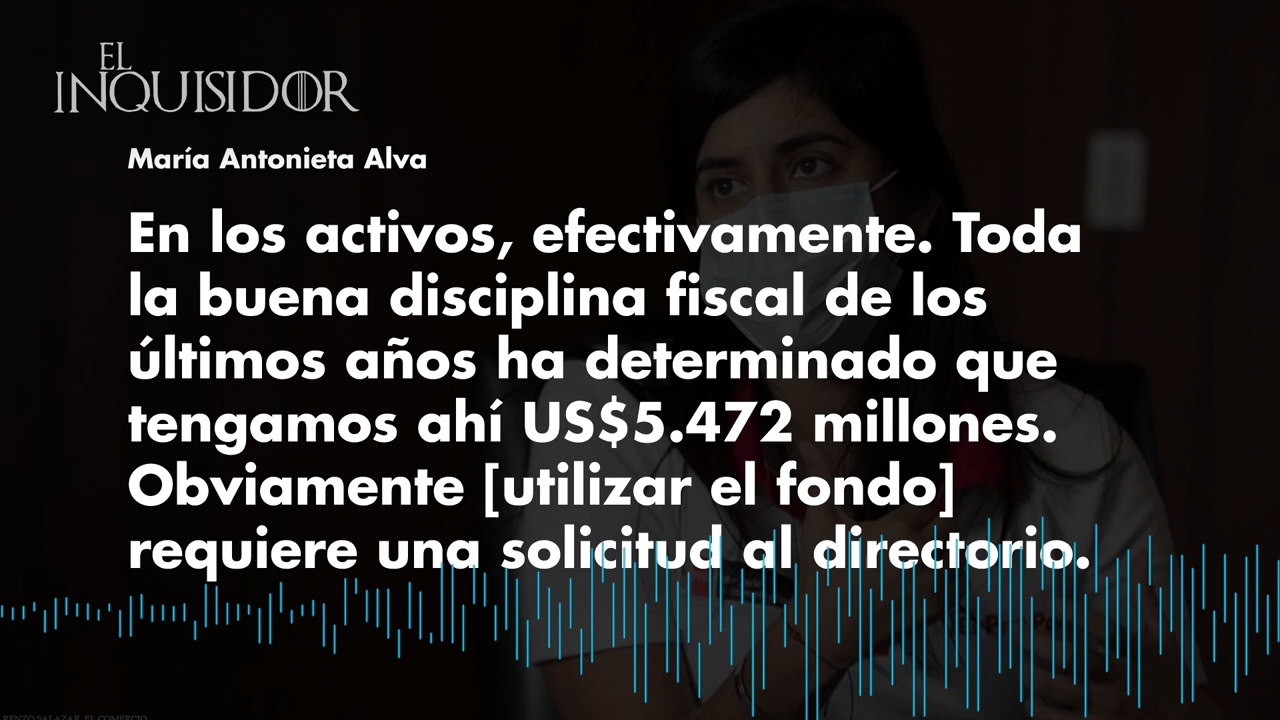 EL
INQUISIDOR
María Antonieta Alva
En los activos, efectivamente. Toda
la buena disciplina fiscal de los
últimos años ha determinado que
tengamos ahí US$5.472 millones.
Obviamente [utilizar el fondo]
requiere una solicitud al directorio.
RENZO SALAZAR, EL COMERCIO